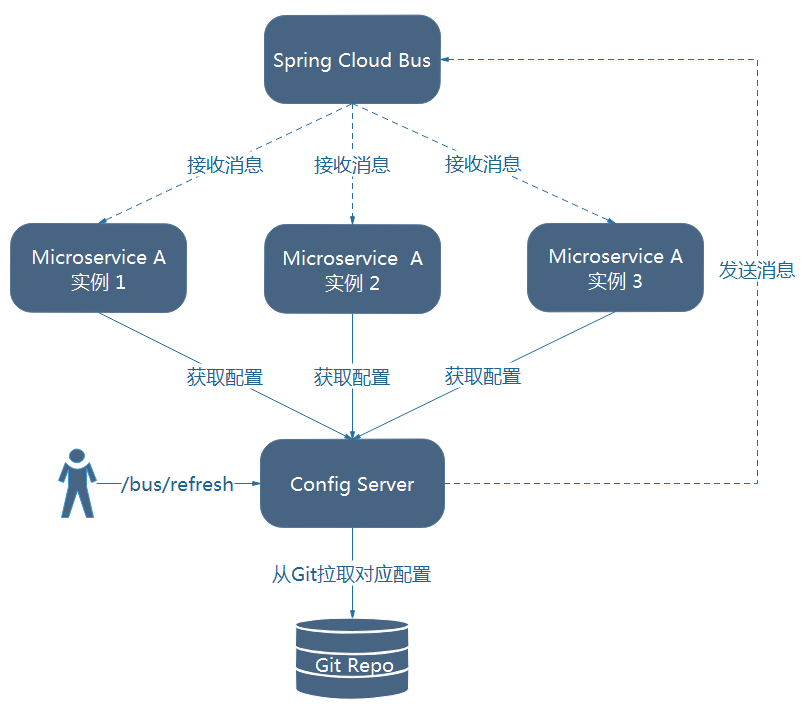 Spring Cloud Bus
接收消息
接收消息
接收消息
Microservice A
实例 1
Microservice  A
实例 2
Microservice A
实例 3
发送消息
获取配置
获取配置
获取配置
/bus/refresh
Config Server
从Git拉取对应配置
Git Repo